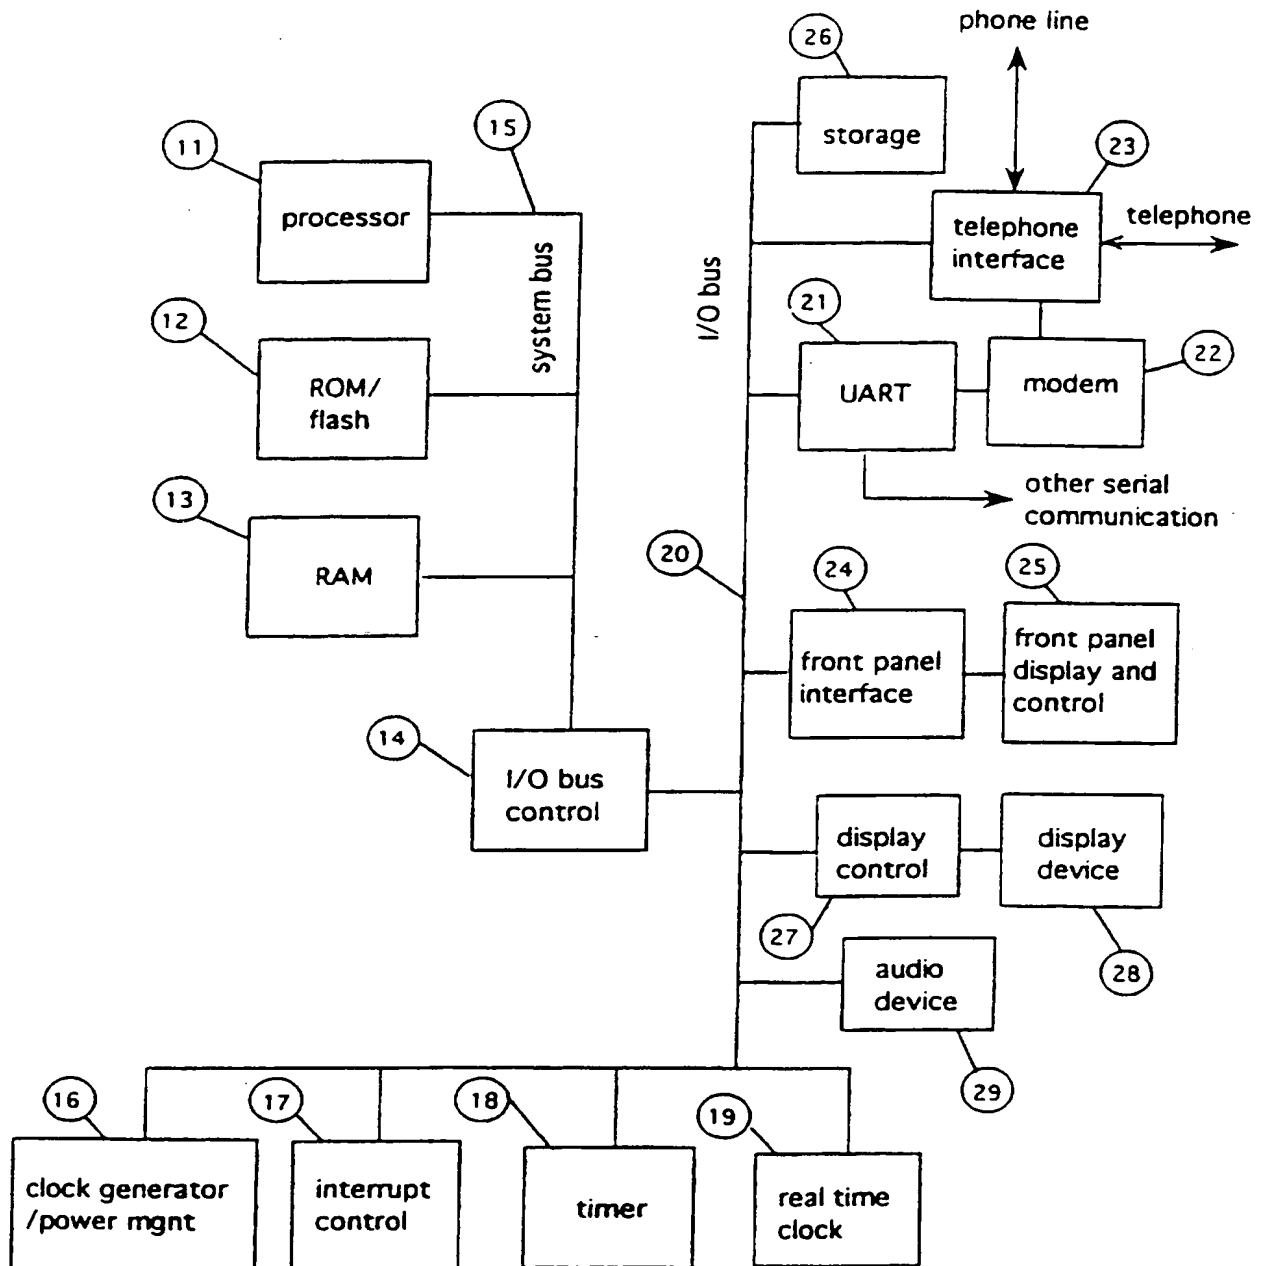 phone line
26
storage
15
11
23
processor
telephone
interface
telephone
system bus
I/O bus
21
12
22
ROM/
flash
UART
modem
13
other serial
communication
RAM
20
24
25
front panel
interface
front panel
display and
control
14
I/O bus
control
display
control
display
device
27
28
audio
device
29
16
17
18
19
clock generator
/power mgnt
interrupt
control
timer
real time
clock